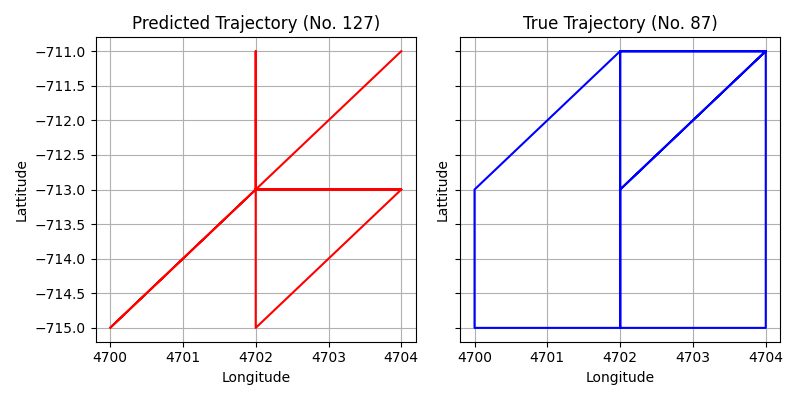 Predicted Trajectory (No. 127)
True Trajectory (No. 87)
−711.0
−711.5
−712.0
−712.5
−713.0
−713.5
−714.0
−714.5
−715.0
Lattitude
Lattitude
4700 4701 4702 4703 4704
4700 4701 4702 4703 4704
Longitude
Longitude